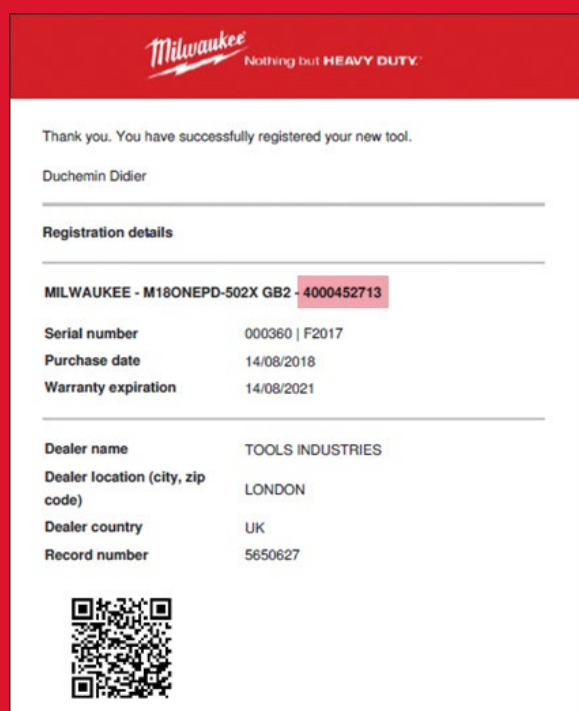 Milwaukee
Nothing but HEAVY DUTY.™
Thank you. You have successfully registered your new tool.
Duchemin Didier
Registration details
MILWAUKEE - M18ONEPD-502X GB2 - 4000452713
Serial number 000360 | F2017
Purchase date 14/08/2018
Warranty expiration 14/08/2021
Dealer name TOOLS INDUSTRIES
Dealer location (city, zip
code) LONDON
Dealer country UK
Record number 5650627